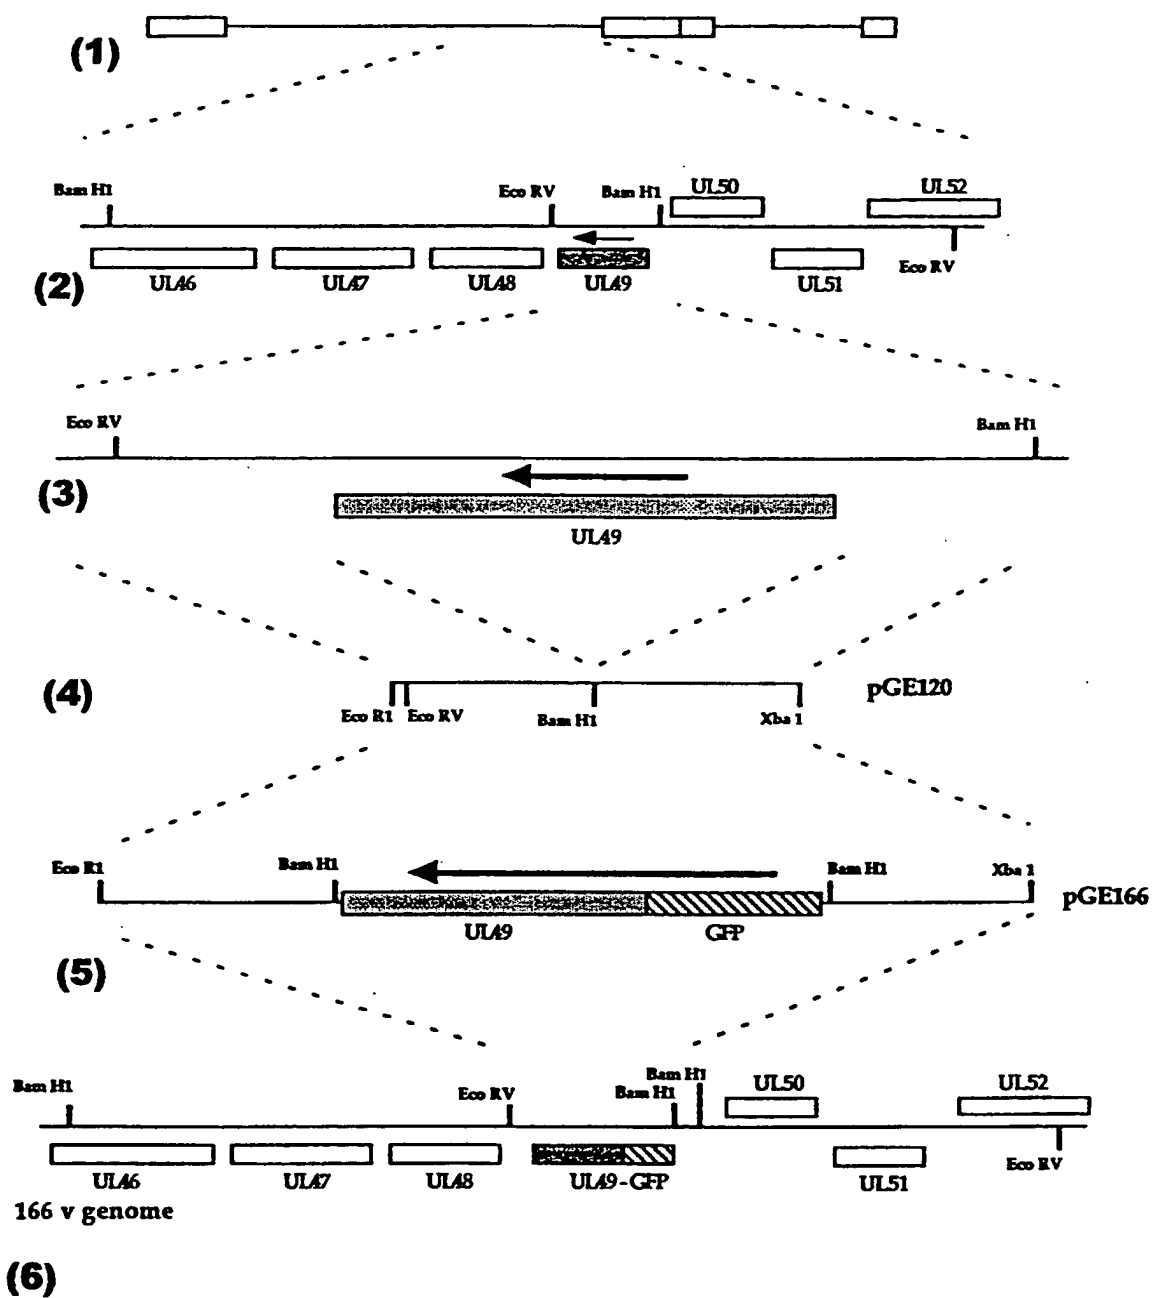 (1)
Bam H1
Eco RV
Bam H1
UL50
UL52
UL46
UL47
UL48
UL49
UL51
Eco RV
(2)
Eco RV
Bam H1
(3)
UL49
(4)
pGE120
Eco R1
Eco RV
Bam H1
Xba 1
Eco R1
Bam H1
Bam H1
Xba 1
pGE166
UL49
GFP
(5)
Bam H1
Eco RV
Bam H1
Bam H1
UL50
UL52
UL46
UL47
UL48
UL49-GFP
UL51
Eco RV
166 v genome
(6)